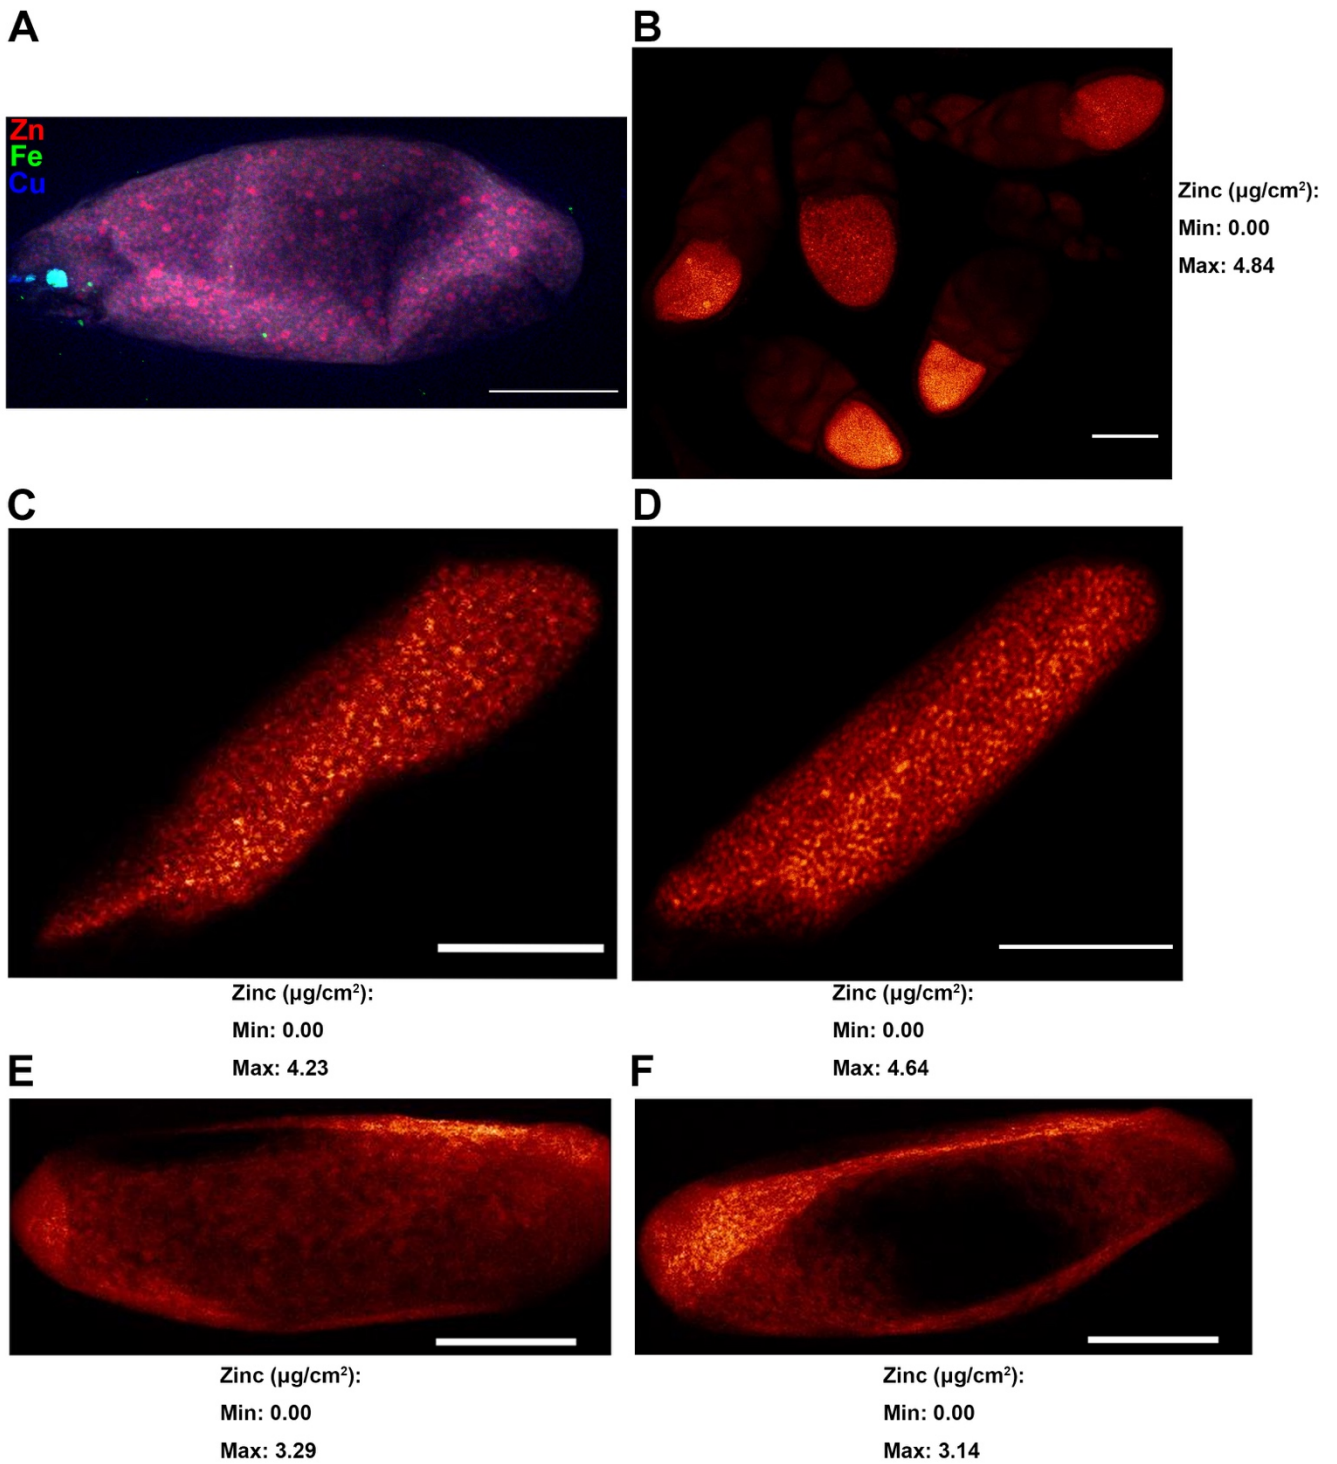 A
B
Zn
Fe
Cu
Zinc (µg/cm²):
Min: 0.00
Max: 4.84
C
D
Zinc (µg/cm²):
Min: 0.00
Max: 4.23
Zinc (µg/cm²):
Min: 0.00
Max: 4.64
E
F
Zinc (µg/cm²):
Min: 0.00
Max: 3.29
Zinc (µg/cm²):
Min: 0.00
Max: 3.14